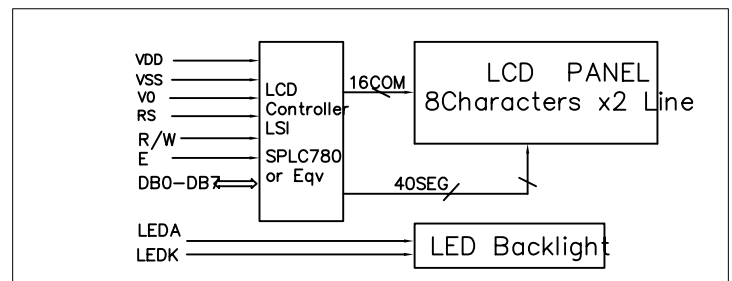 VDD
VSS
V0
RS
R/W
E
DB0-DB7
LCD
Controller
LSI
SPLC780
or Eqv
16COM
40SEG
LCD PANEL
8Characters x2 Line
LEDA
LEDK
LED Backlight